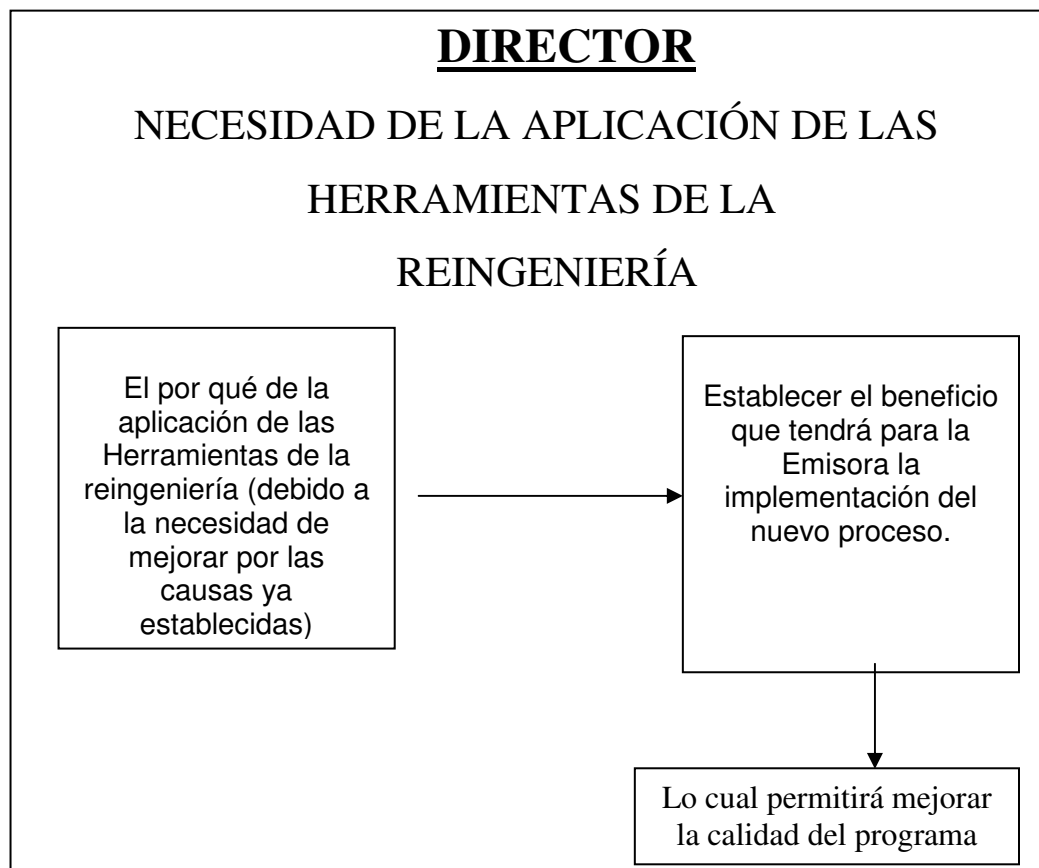 DIRECTOR
NECESIDAD DE LA APLICACIÓN DE LAS
HERRAMIENTAS DE LA
REINGENIERÍA
El por qué de la
aplicación de las
Herramientas de la
reingeniería (debido a
la necesidad de
mejorar por las
causas ya
establecidas)
Establecer el beneficio
que tendrá para la
Emisora la
implementación del
nuevo proceso.
Lo cual permitirá mejorar
la calidad del programa